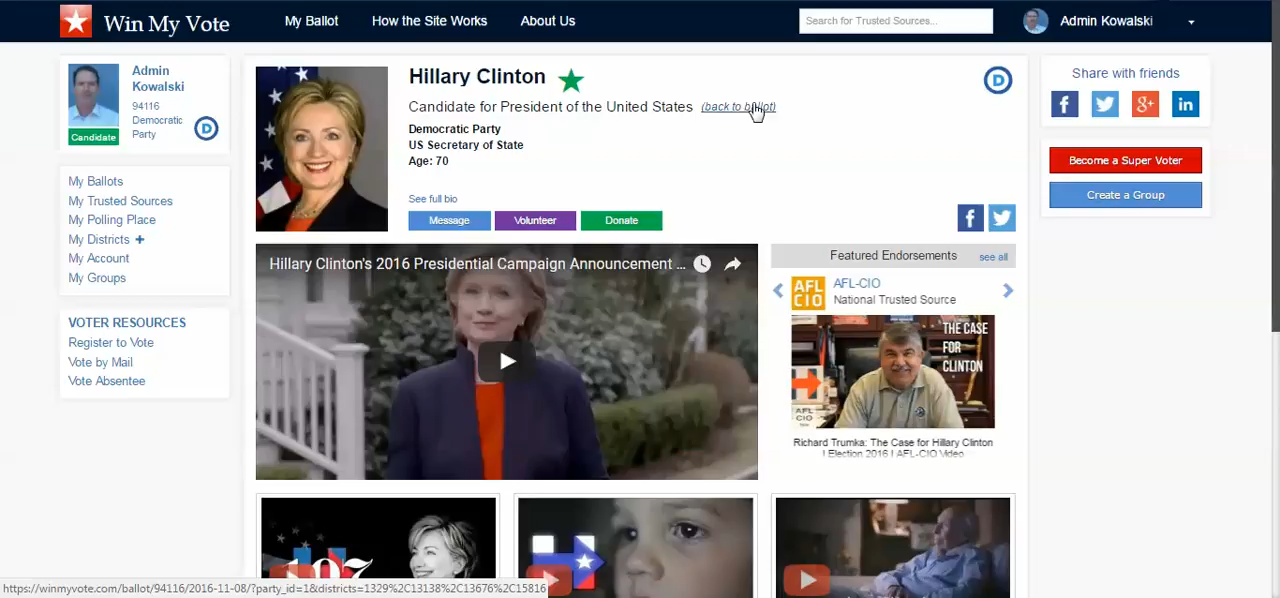 Win My Vote
My Ballot
How the Site Works
About Us
Search for Trusted Sources...
Admin Kowalski
Admin
Kowalski
94116
Democratic
Party
D
Candidate
My Ballots
My Trusted Sources
My Polling Place
My Districts +
My Account
My Groups
VOTER RESOURCES
Register to Vote
Vote by Mail
Vote Absentee
Hillary Clinton
D
Candidate for President of the United States (back to ballot)
Democratic Party
US Secretary of State
Age: 70
See full bio
Message
Volunteer
Donate
f
Hillary Clinton's 2016 Presidential Campaign Announcement ...
Featured Endorsements
see all
AFL
CIO
AFL-CIO
National Trusted Source
THE CASE
FOR
CLINTON
AFL
CIO
Richard Trumka: The Case for Hillary Clinton
| Election 2016 | AFL-CIO Video
Share with friends
f
g+
in
Become a Super Voter
Create a Group
https://winmyvote.com/ballot/94116/2016-11-08/?party_id=1&districts=1329%2C13138%2C13676%2C15816